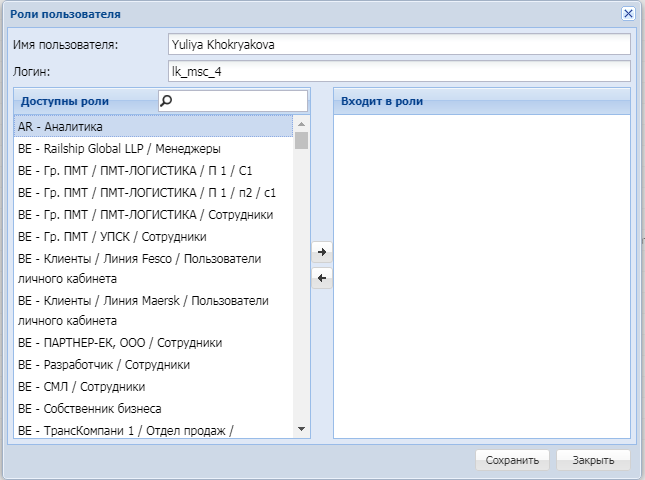 Роли пользователя
Имя пользователя: Yuliya Khokryakova
Логин: lk_msc_4
Доступны роли
Входит в роли
AR - Аналитика
BE - Railship Global LLP / Менеджеры
BE - Гр. ПМТ / ПМТ-ЛОГИСТИКА / П 1 / С1
BE - Гр. ПМТ / ПМТ-ЛОГИСТИКА / П 1 / п2 / с1
BE - Гр. ПМТ / ПМТ-ЛОГИСТИКА / Сотрудники
BE - Гр. ПМТ / УПСК / Сотрудники
BE - Клиенты / Линия Fesco / Пользователи
личного кабинета
BE - Клиенты / Линия Maersk / Пользователи
личного кабинета
BE - ПАРТНЕР-ЕК, ООО / Сотрудники
BE - Разработчик / Сотрудники
BE - СМЛ / Сотрудники
BE - Собственник бизнеса
BE - ТрансКомпани 1 / Отдел продаж /
Сохранить
Закрыть